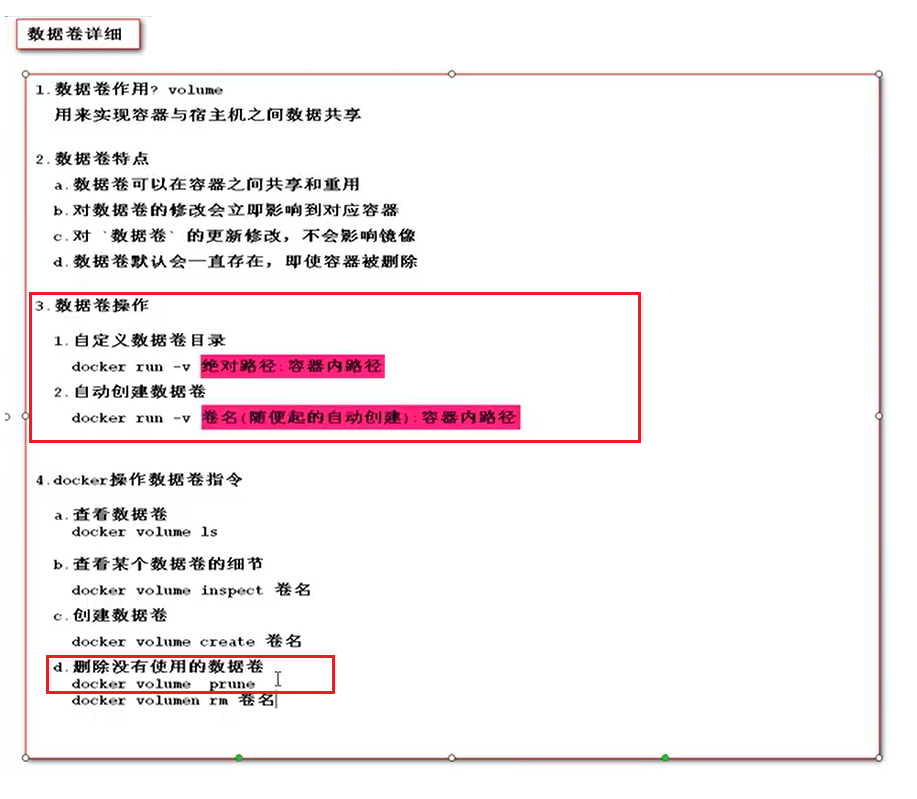 数据卷详细
1.数据卷作用? volume
用来实现容器与宿主机之间数据共享
2.数据卷特点
a.数据卷可以在容器之间共享和重用
b.对数据卷的修改会立即影响到对应容器
c.对 `数据卷` 的更新修改，不会影响镜像
d.数据卷默认会一直存在，即使容器被删除
3.数据卷操作
1.自定义数据卷目录
docker run -v 绝对路径:容器内路径
2.自动创建数据卷
docker run -v 卷名(随便起的自动创建):容器内路径
4.docker操作数据卷指令
a.查看数据卷
docker volume ls
b.查看某个数据卷的细节
docker volume inspect 卷名
c.创建数据卷
docker volume create 卷名
d.删除没有使用的数据卷
docker volume  prune
docker volumen rm 卷名